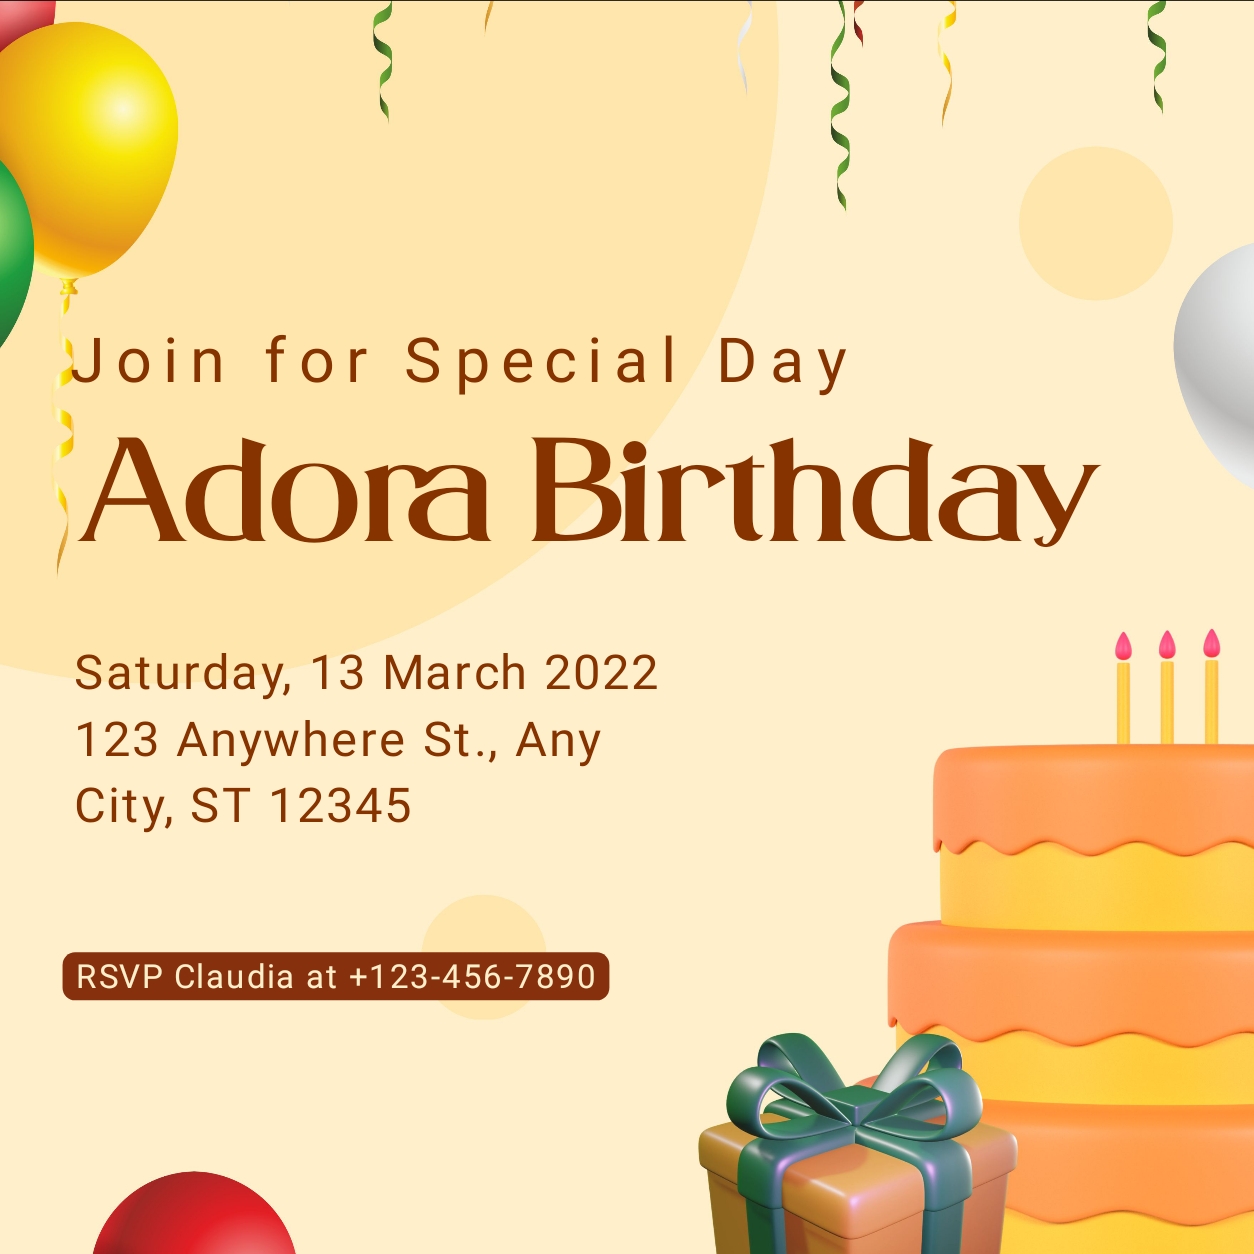 Join for Special Day
Adora Birthday
Saturday, 13 March 2022
123 Anywhere St., Any
City, ST 12345
RSVP Claudia at +123-456-7890